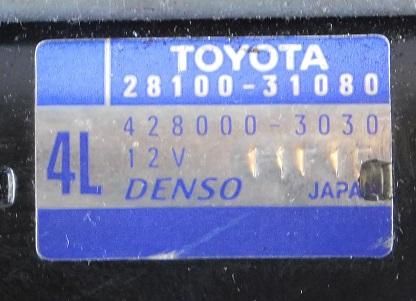 TOYOTA
28100-31080
428000-3030
4L
12V
DENSO JAPAN